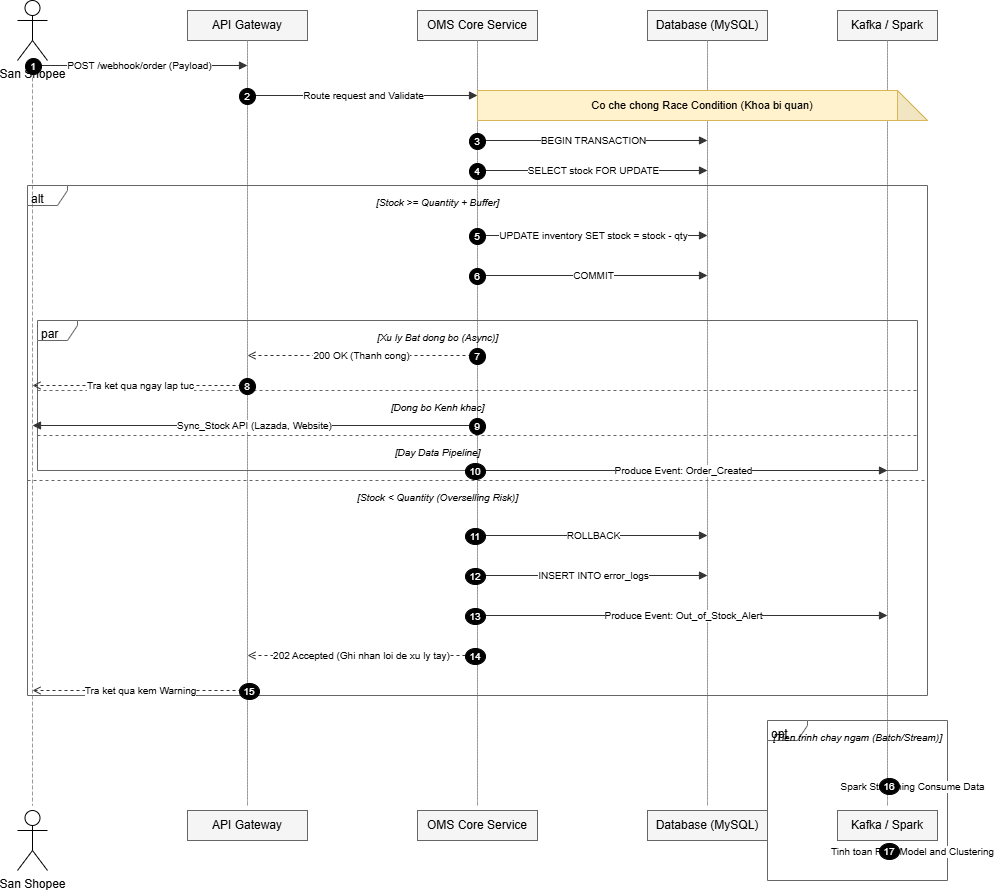 API Gateway
OMS Core Service
Database (MySQL)
Kafka / Spark
San Shopee
1 POST /webhook/order (Payload)
2 Route request and Validate
Co che chong Race Condition (Khoa bi quan)
3 BEGIN TRANSACTION
4 SELECT stock FOR UPDATE
alt
[Stock >= Quantity + Buffer]
5 UPDATE inventory SET stock = stock - qty
6 COMMIT
par
[Xu ly Bat dong bo (Async)]
200 OK (Thanh cong) 7
Tra ket qua ngay lap tuc 8
[Dong bo Kenh khac]
Sync_Stock API (Lazada, Website) 9
[Day Data Pipeline]
10 Produce Event: Order_Created
[Stock < Quantity (Overselling Risk)]
11 ROLLBACK
12 INSERT INTO error_logs
13 Produce Event: Out_of_Stock_Alert
202 Accepted (Ghi nhan loi de xu ly tay) 14
Tra ket qua kem Warning 15
opt
trinh chay ngam (Batch/Stream)]
Spark 16 Consume Data
API Gateway
OMS Core Service
Database (MySQL)
Kafka / Spark
Tinh toan 17 Model and Clustering
San Shopee